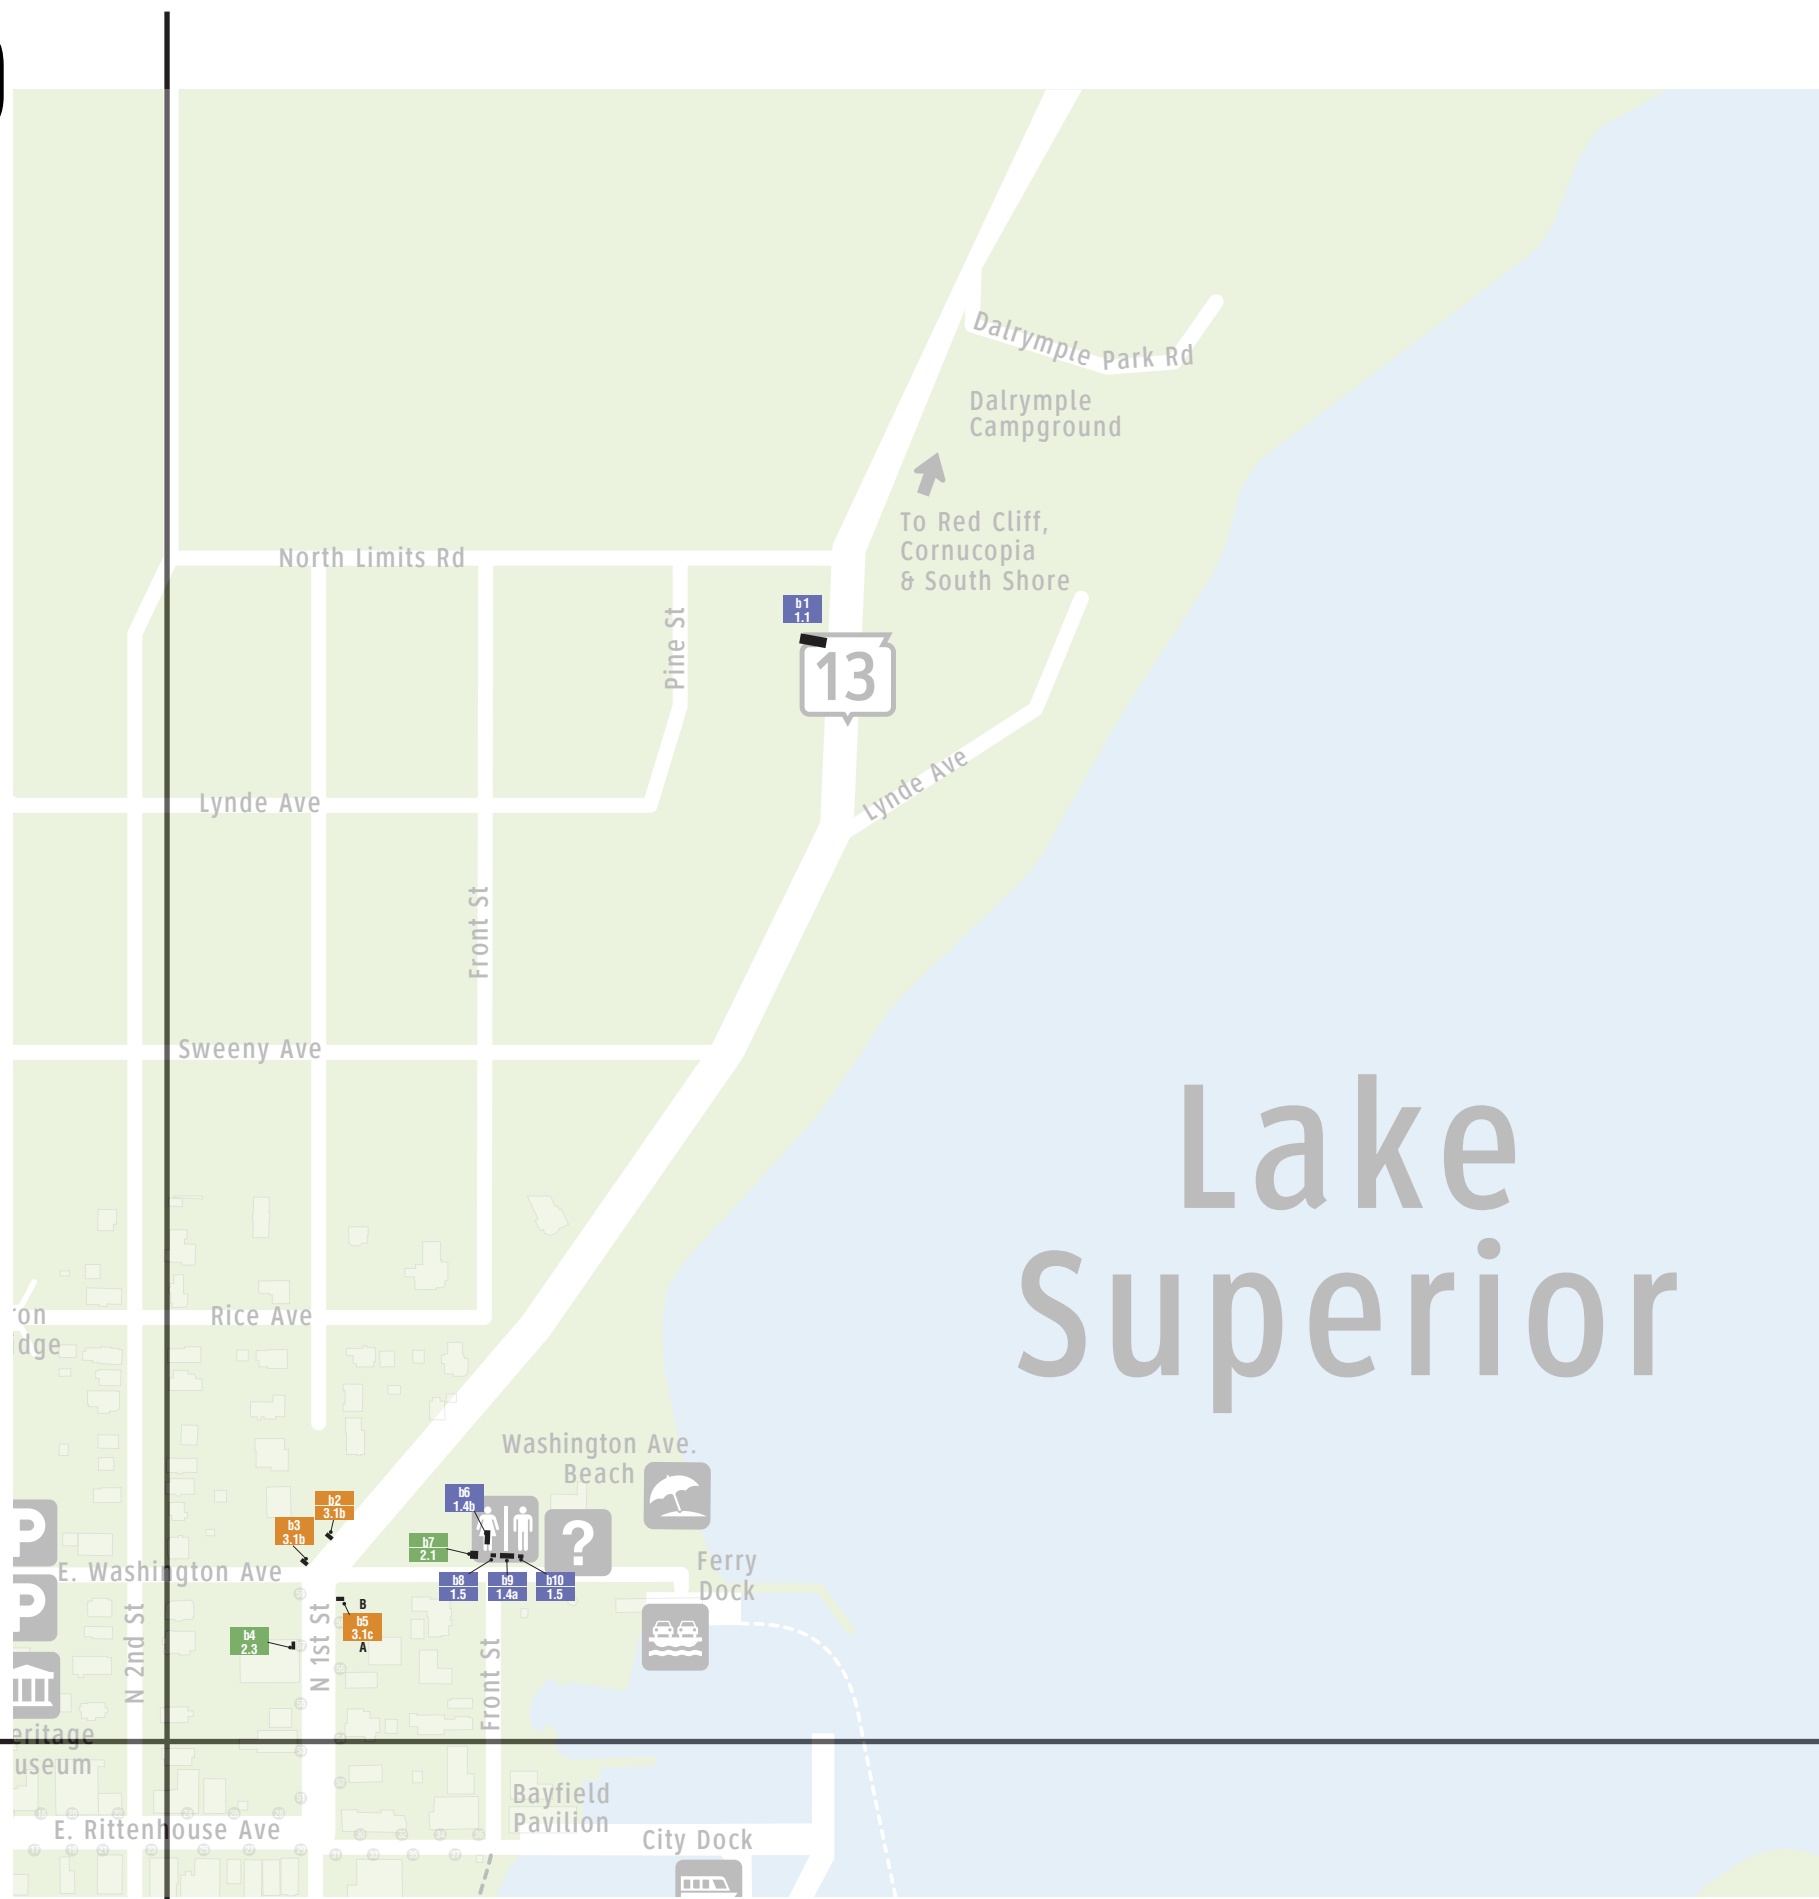 Dalrymple Park Rd
Dalrymple
Campground
To Red Cliff,
Cornucopia
& South Shore
North Limits Rd
b1
1.1
Pine St
13
Lynde Ave
Lynde Ave
Front St
Sweeny Ave
Lake
Superior
Rice Ave
ron
dge
Washington Ave.
Beach
b6
1.4b
b2
3.1b
b3
3.1b
P
b7
2.1
?
E. Washington Ave
Ferry
Dock
b8
1.5
b9
1.4a
b10
1.5
P
B
b5
3.1c
A
b4
2.3
N 2nd St
N 1st St
Front St
eritage
useum
Bayfield
Pavilion
E. Rittenhouse Ave
City Dock